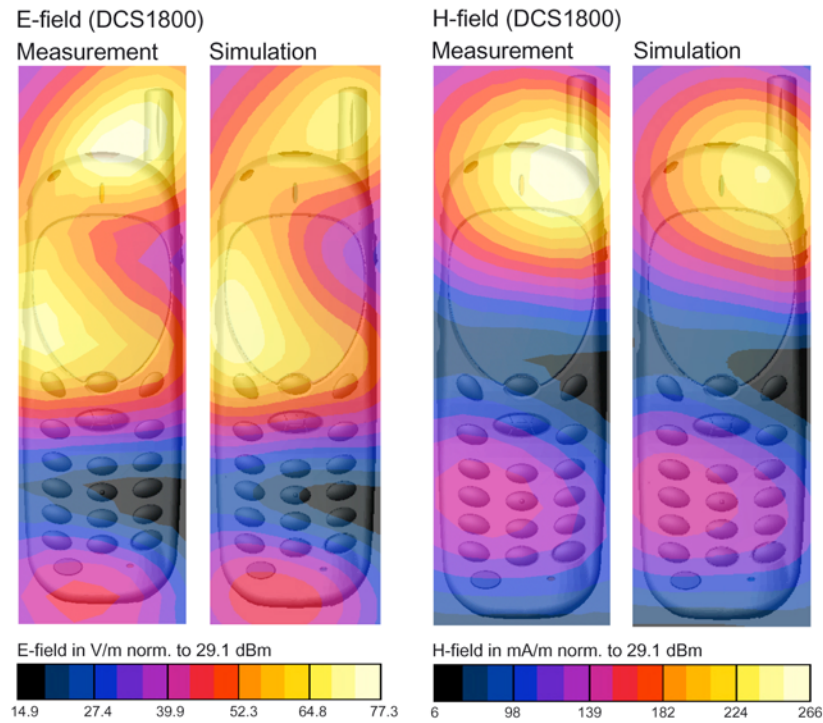 E-field (DCS1800)
Measurement Simulation
H-field (DCS1800)
Measurement Simulation
E-field in V/m norm. to 29.1 dBm
14.9 27.4 39.9 52.3 64.8 77.3
H-field in mA/m norm. to 29.1 dBm
6 98 139 182 224 266